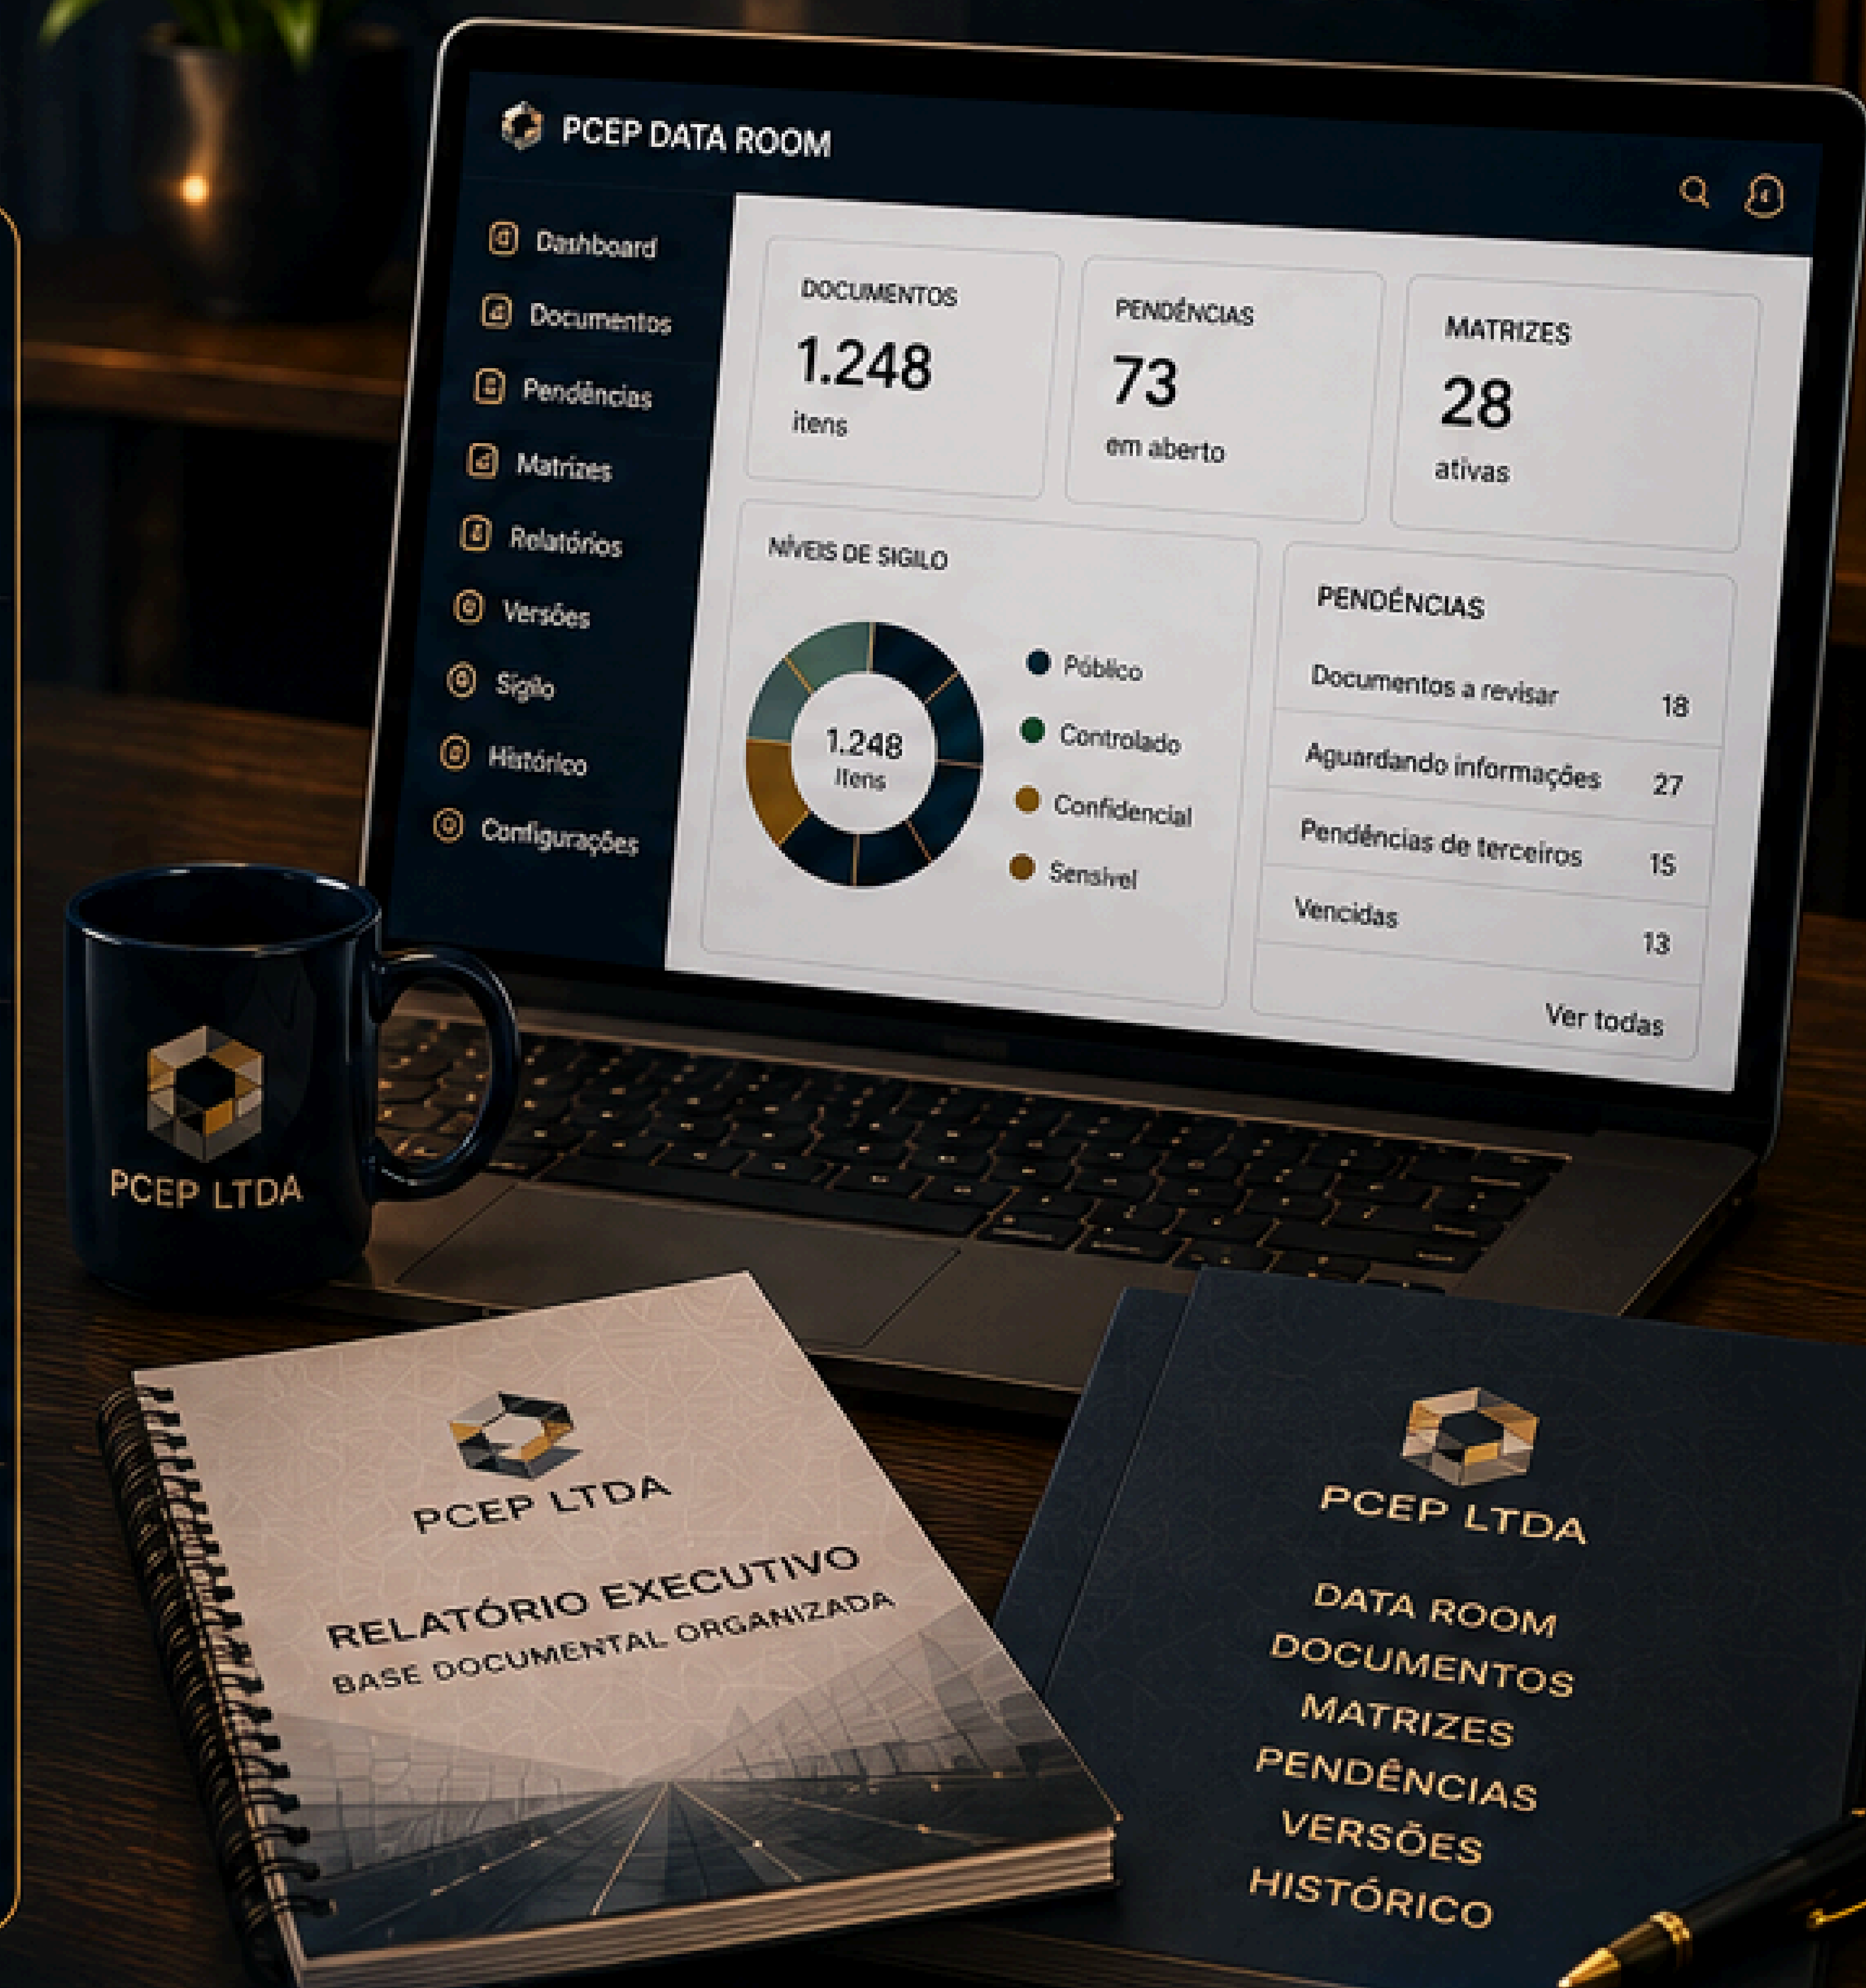 PCEP DATA ROOM
Dashboard
Documentos
Pendências
Matrizes
Relatórios
Versões
Sigilo
Histórico
Configurações
DOCUMENTOS
1.248
itens
PENDÊNCIAS
73
em aberto
MATRIZES
28
ativas
NÍVEIS DE SIGILO
1.248
Itens
Público
Controlado
Confidencial
Sensível
PENDÊNCIAS
Documentos a revisar 18
Aguardando informações 27
Pendências de terceiros 15
Vencidas 13
Ver todas
PCEP LTDA
PCEP LTDA
RELATÓRIO EXECUTIVO
BASE DOCUMENTAL ORGANIZADA
PCEP LTDA
DATA ROOM
DOCUMENTOS
MATRIZES
PENDÊNCIAS
VERSÕES
HISTÓRICO